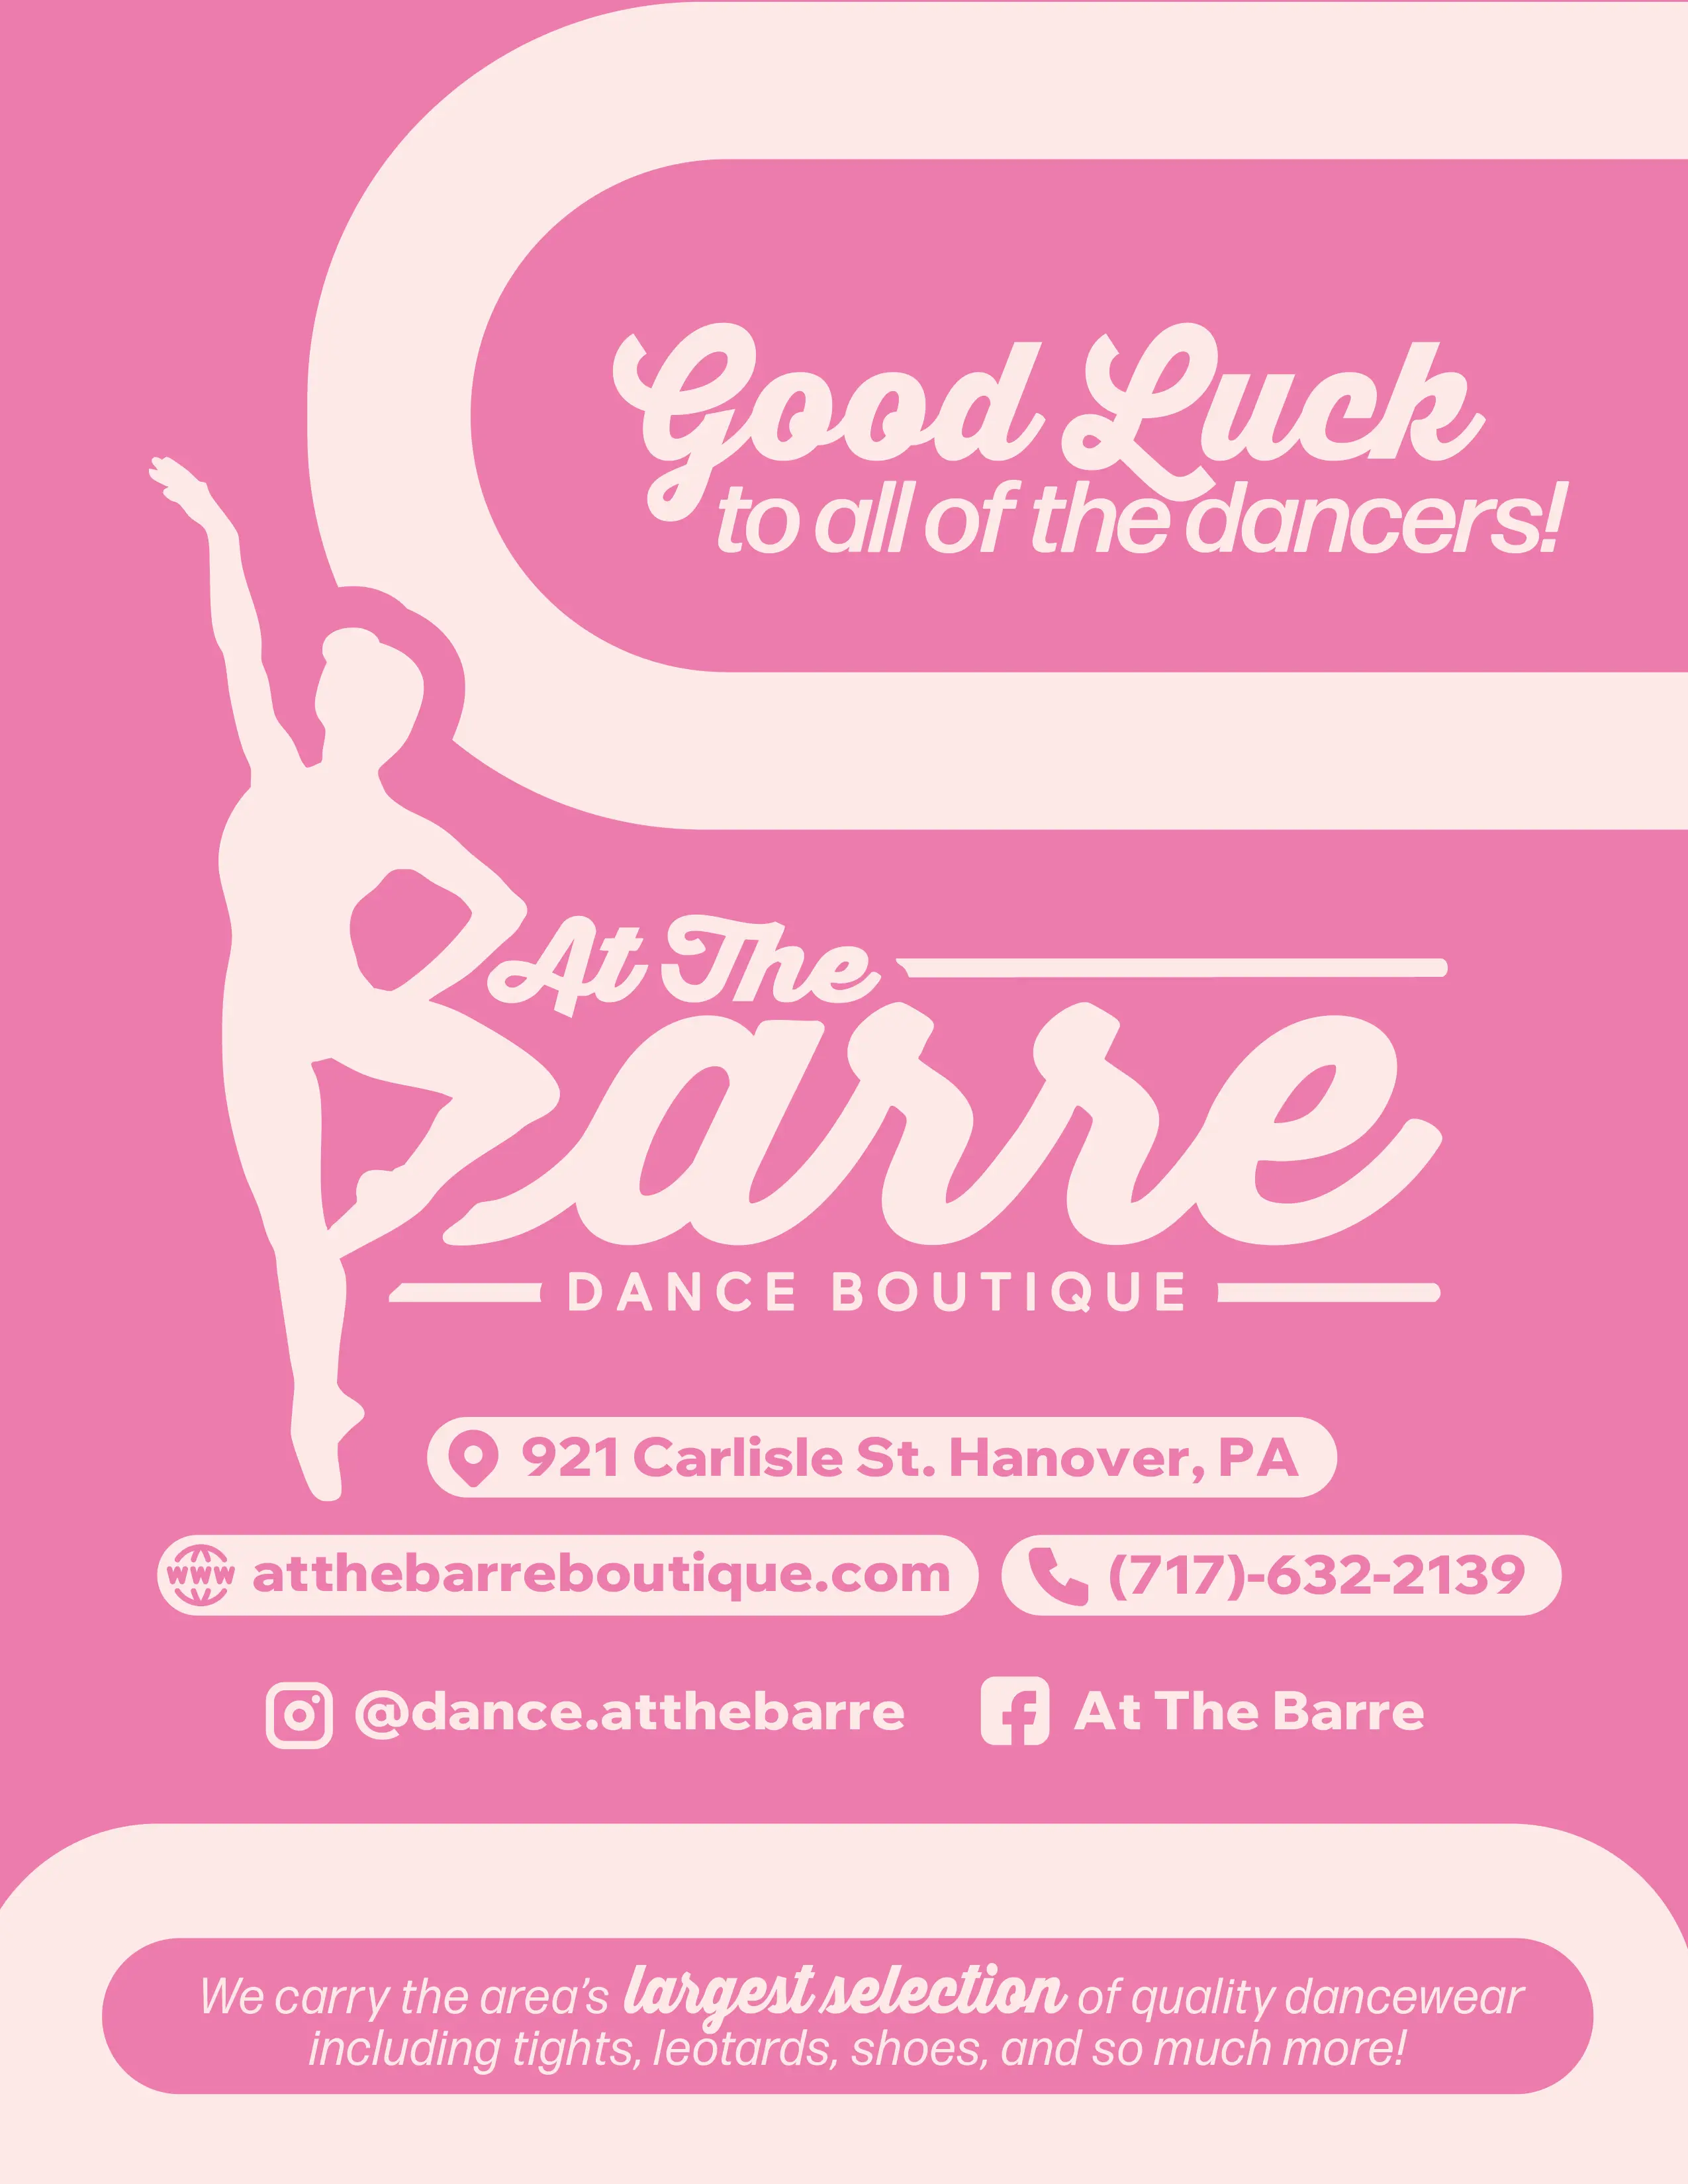 Good Luck
to all of the dancers!
At The
Barre
DANCE BOUTIQUE
921 Carlisle St. Hanover, PA
www atthebarreboutique.com
(717)-632-2139
@dance.atthebarre
At The Barre
We carry the area's largest selection of quality dancewear
including tights, leotards, shoes, and so much more!